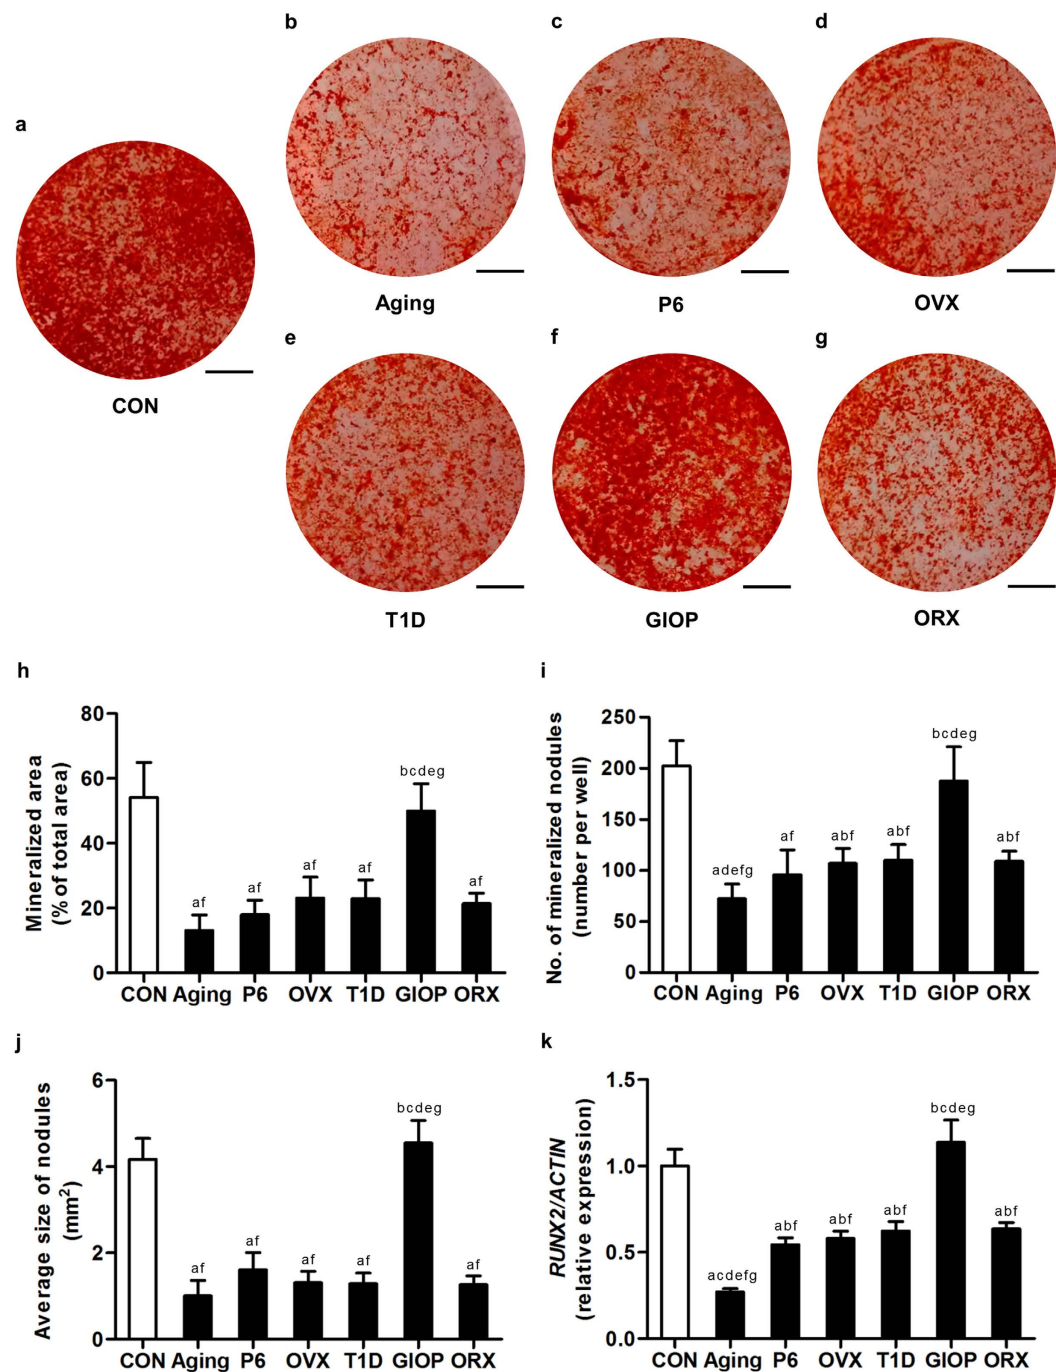 a
CON
b
Aging
c
P6
d
OVX
e
T1D
f
GIOP
g
ORX
h
Mineralized area
(% of total area)
80
60
40
20
0
af
af
af
af
bcdeg
af
CON Aging P6 OVX T1D GIOP ORX
i
No. of mineralized nodules
(number per well)
250
200
150
100
50
0
adefg
af
abf
abf
bcdeg
abf
CON Aging P6 OVX T1D GIOP ORX
j
Average size of nodules
(mm²)
6
4
2
0
af
af
af
af
bcdeg
af
CON Aging P6 OVX T1D GIOP ORX
k
RUNX2/ACTIN
(relative expression)
1.5
1.0
0.5
0.0
acdefg
abf
abf
abf
bcdeg
abf
CON Aging P6 OVX T1D GIOP ORX